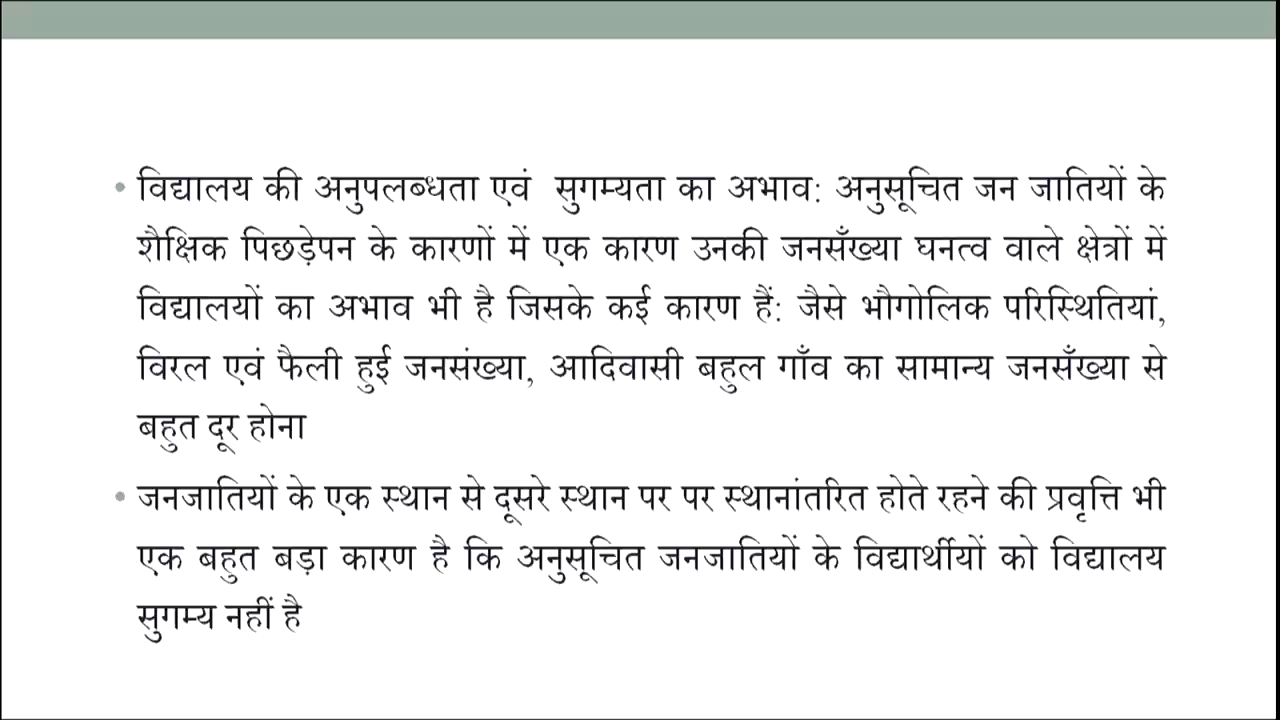 • विद्यालय की अनुपलब्धता एवं सुगम्यता का अभाव: अनुसूचित जन जातियों के
शैक्षिक पिछड़ेपन के कारणों में एक कारण उनकी जनसँख्या घनत्व वाले क्षेत्रों में
विद्यालयों का अभाव भी है जिसके कई कारण हैं: जैसे भौगोलिक परिस्थितियां,
विरल एवं फैली हुई जनसंख्या, आदिवासी बहुल गाँव का सामान्य जनसँख्या से
बहुत दूर होना
• जनजातियों के एक स्थान से दूसरे स्थान पर पर स्थानांतरित होते रहने की प्रवृत्ति भी
एक बहुत बड़ा कारण है कि अनुसूचित जनजातियों के विद्यार्थीयों को विद्यालय
सुगम्य नहीं है